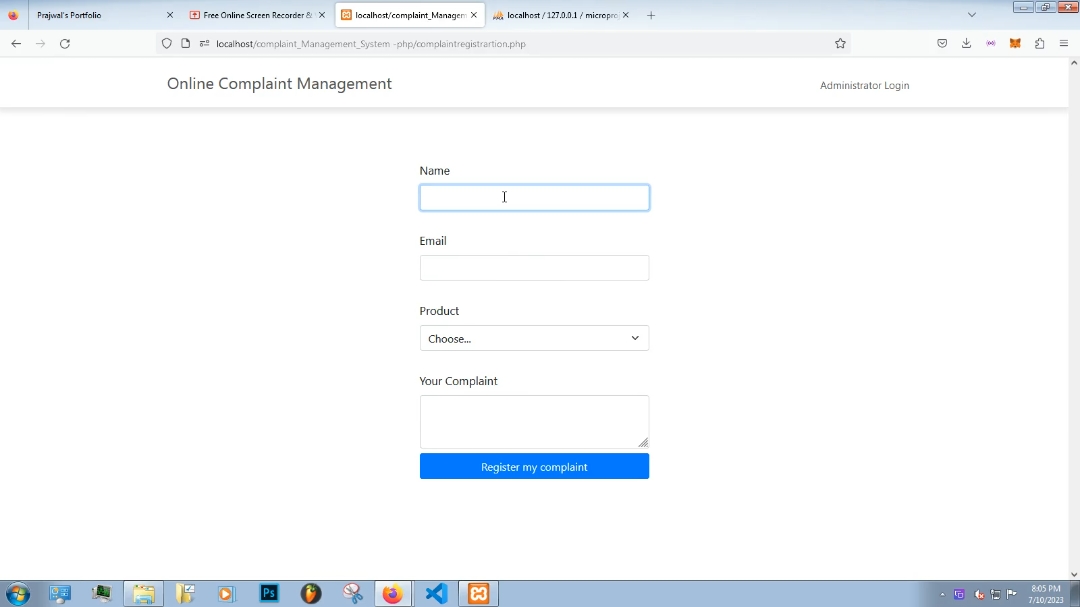 Prajwal's Portfolio
Free Online Screen Recorder &
localhost/complaint_Managem
localhost / 127.0.0.1 / micropro
localhost/complaint_Management_System -php/complaintregistrartion.php
Online Complaint Management
Administrator Login
Name
Email
Product
Choose...
Your Complaint
Register my complaint
Ps
8:05 PM
7/10/2023